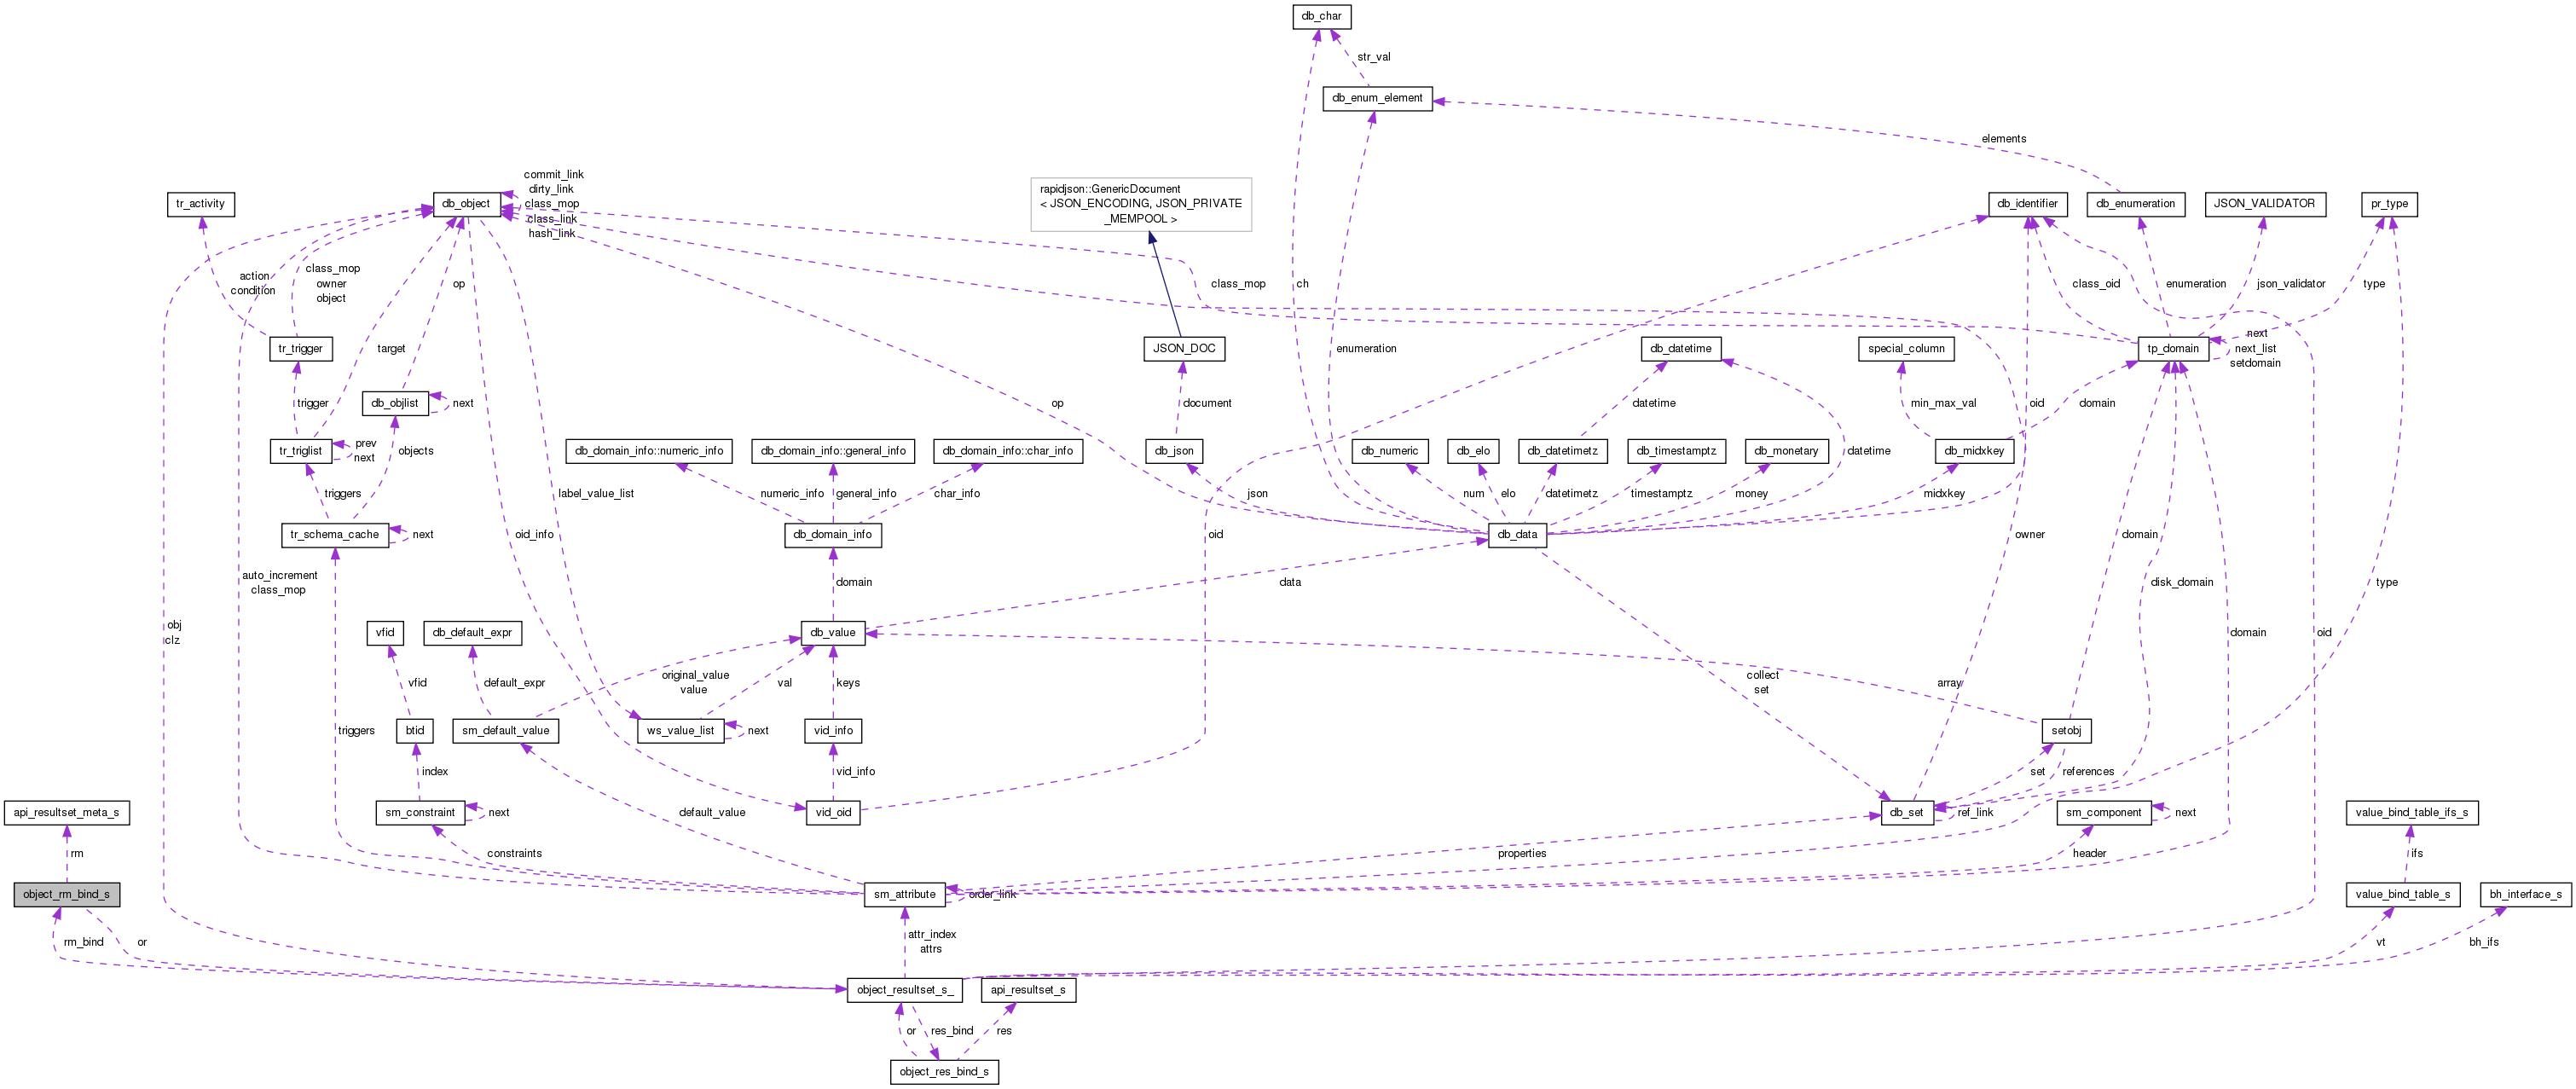 db_char
str_val
db_enum_element
elements
commit_link
dirty_link
class_mop
class_link
hash_link
tr_activity
db_object
rapidjson::GenericDocument
< JSON_ENCODING, JSON_PRIVATE
_MEMPOOL >
db_identifier
db_enumeration
JSON_VALIDATOR
pr_type
action
condition
class_mop
owner
object
op
class_mop
ch
class_oid
enumeration
json_validator
type
tr_trigger
target
JSON_DOC
enumeration
db_datetime
special_column
tp_domain
next
next_list
setdomain
trigger
db_objlist
next
op
document
datetime
min_max_val
domain
oid
tr_triglist
prev
next
objects
db_domain_info::numeric_info
db_domain_info::general_info
db_domain_info::char_info
db_json
db_numeric
db_elo
db_datetimetz
db_timestamptz
db_monetary
datetime
db_midxkey
triggers
label_value_list
numeric_info
general_info
char_info
json
num
elo
datetimetz
timestamptz
money
midxkey
tr_schema_cache
next
oid_info
db_domain_info
oid
db_data
owner
domain
auto_increment
class_mop
domain
data
disk_domain
type
obj
clz
vfid
db_default_expr
db_value
domain
oid
vfid
default_expr
original_value
value
val
keys
collect
set
array
triggers
btid
sm_default_value
ws_value_list
next
vid_info
setobj
index
vid_info
set
references
api_resultset_meta_s
sm_constraint
next
default_value
vid_oid
db_set
ref_link
sm_component
next
value_bind_table_ifs_s
rm
constraints
properties
header
ifs
object_rm_bind_s
sm_attribute
order_link
value_bind_table_s
bh_interface_s
rm_bind
or
attr_index
attrs
vt
bh_ifs
object_resultset_s_
api_resultset_s
or
res_bind
res
object_res_bind_s